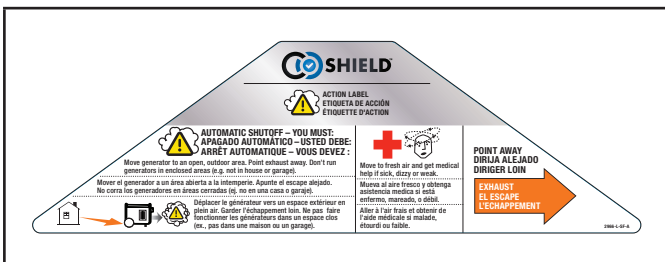 CO SHIELD™
ACTION LABEL
ETIQUETA DE ACCIÓN
ÉTIQUETTE D'ACTION
AUTOMATIC SHUTOFF – YOU MUST:
APAGADO AUTOMÁTICO – USTED DEBE:
ARRÊT AUTOMATIQUE – VOUS DEVEZ :
Move generator to an open, outdoor area. Point exhaust away. Don't run
generators in enclosed areas (e.g. not in house or garage).
Mover el generador a un área abierta a la intemperie. Apunte el escape alejado.
No corra los generadores en áreas cerradas (ej. no en una casa o garaje).
Déplacer le générateur vers un espace extérieur en
plein air. Garder l'échappement loin. Ne pas faire
fonctionner les générateurs dans un espace clos
(ex., pas dans une maison ou un garage).
Move to fresh air and get medical
help if sick, dizzy or weak.
Mueva al aire fresco y obtenga
asistencia medica si está
enfermo, mareado, o débil.
Aller à l'air frais et obtenir de
l'aide médicale si malade,
étourdi ou faible.
POINT AWAY
DIRIJA ALEJADO
DIRIGER LOIN
EXHAUST
EL ESCAPE
L'ÉCHAPPEMENT